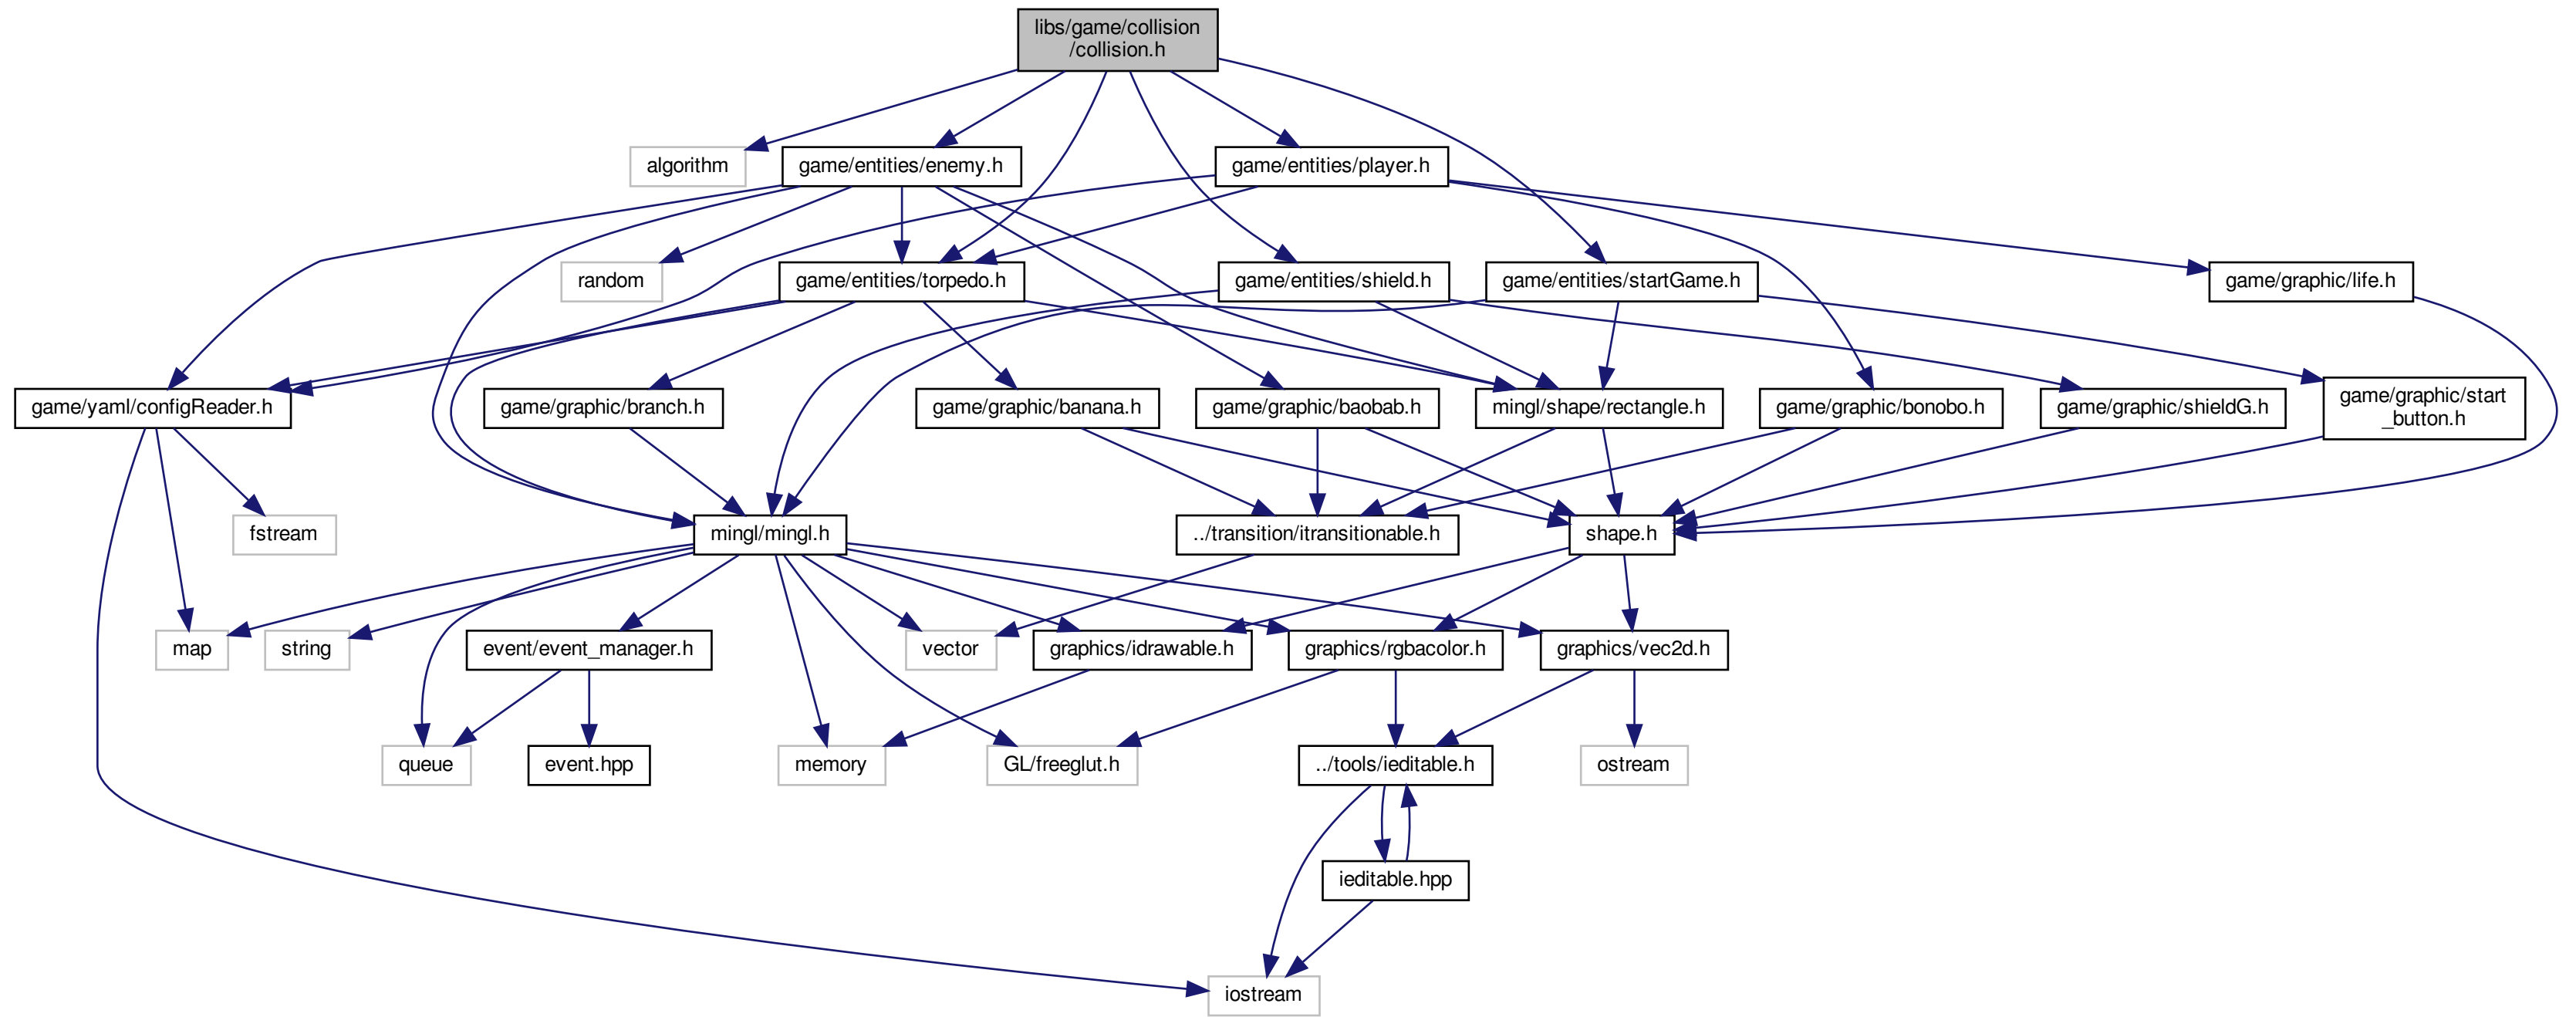 libs/game/collision
/collision.h
algorithm
game/entities/enemy.h
game/entities/player.h
random
game/entities/torpedo.h
game/entities/shield.h
game/entities/startGame.h
game/graphic/life.h
game/yaml/configReader.h
game/graphic/branch.h
game/graphic/banana.h
game/graphic/baobab.h
mingl/shape/rectangle.h
game/graphic/bonobo.h
game/graphic/shieldG.h
game/graphic/start
_button.h
fstream
mingl/mingl.h
../transition/itransitionable.h
shape.h
map
string
event/event_manager.h
vector
graphics/idrawable.h
graphics/rgbacolor.h
graphics/vec2d.h
queue
event.hpp
memory
GL/freeglut.h
../tools/ieditable.h
ostream
ieditable.hpp
iostream